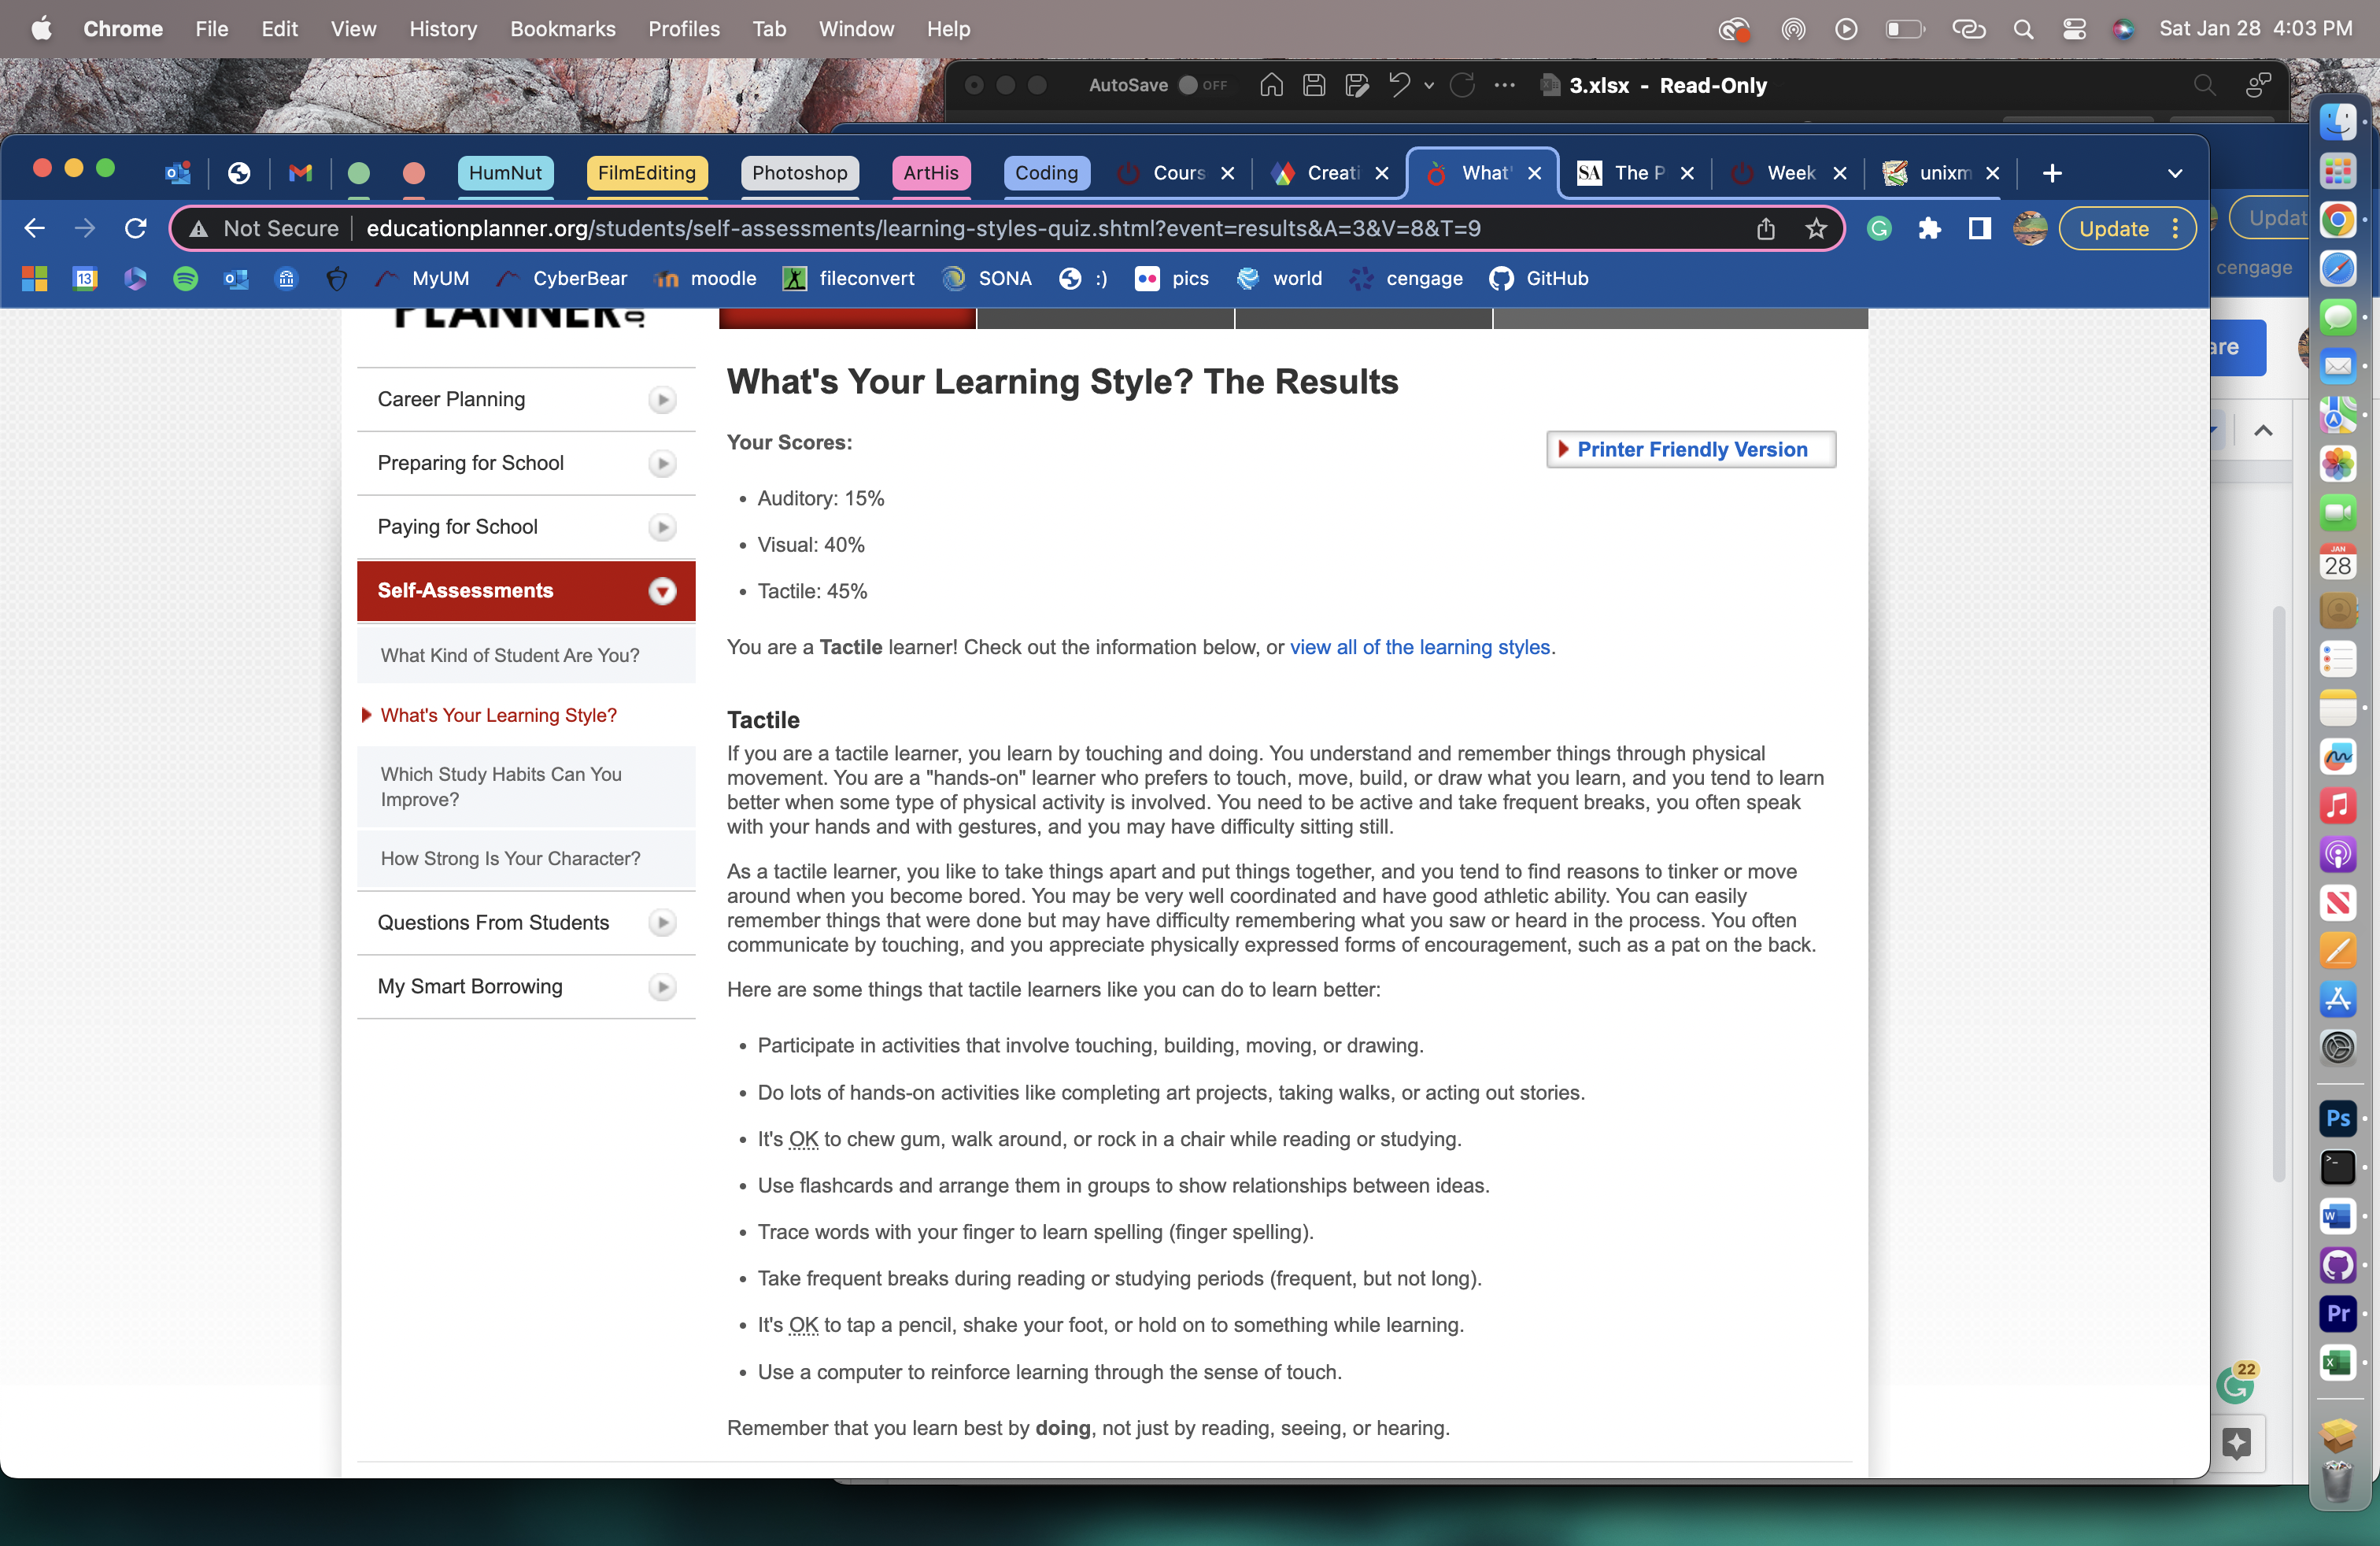 Chrome File Edit View History Bookmarks Profiles Tab Window Help Sat Jan 28 4:03 PM
AutoSave OFF 3.xlsx - Read-Only
HumNut FilmEditing Photoshop ArtHis Coding Cours Creati What' The P Week unixm
Not Secure educationplanner.org/students/self-assessments/learning-styles-quiz.shtml?event=results&A=3&V=8&T=9 Update
Updat
13 MyUM CyberBear moodle fileconvert SONA :) pics world cengage GitHub
cengage
PLANNER
are
What's Your Learning Style? The Results
Career Planning
Preparing for School
Paying for School
Self-Assessments
What Kind of Student Are You?
What's Your Learning Style?
Which Study Habits Can You
Improve?
How Strong Is Your Character?
Questions From Students
My Smart Borrowing
Your Scores:
Printer Friendly Version
• Auditory: 15%
• Visual: 40%
• Tactile: 45%
You are a Tactile learner! Check out the information below, or view all of the learning styles.
Tactile
If you are a tactile learner, you learn by touching and doing. You understand and remember things through physical
movement. You are a "hands-on" learner who prefers to touch, move, build, or draw what you learn, and you tend to learn
better when some type of physical activity is involved. You need to be active and take frequent breaks, you often speak
with your hands and with gestures, and you may have difficulty sitting still.
As a tactile learner, you like to take things apart and put things together, and you tend to find reasons to tinker or move
around when you become bored. You may be very well coordinated and have good athletic ability. You can easily
remember things that were done but may have difficulty remembering what you saw or heard in the process. You often
communicate by touching, and you appreciate physically expressed forms of encouragement, such as a pat on the back.
Here are some things that tactile learners like you can do to learn better:
• Participate in activities that involve touching, building, moving, or drawing.
• Do lots of hands-on activities like completing art projects, taking walks, or acting out stories.
• It's OK to chew gum, walk around, or rock in a chair while reading or studying.
• Use flashcards and arrange them in groups to show relationships between ideas.
• Trace words with your finger to learn spelling (finger spelling).
• Take frequent breaks during reading or studying periods (frequent, but not long).
• It's OK to tap a pencil, shake your foot, or hold on to something while learning.
• Use a computer to reinforce learning through the sense of touch.
Remember that you learn best by doing, not just by reading, seeing, or hearing.
JAN
28
Ps
W
Pr
X
22